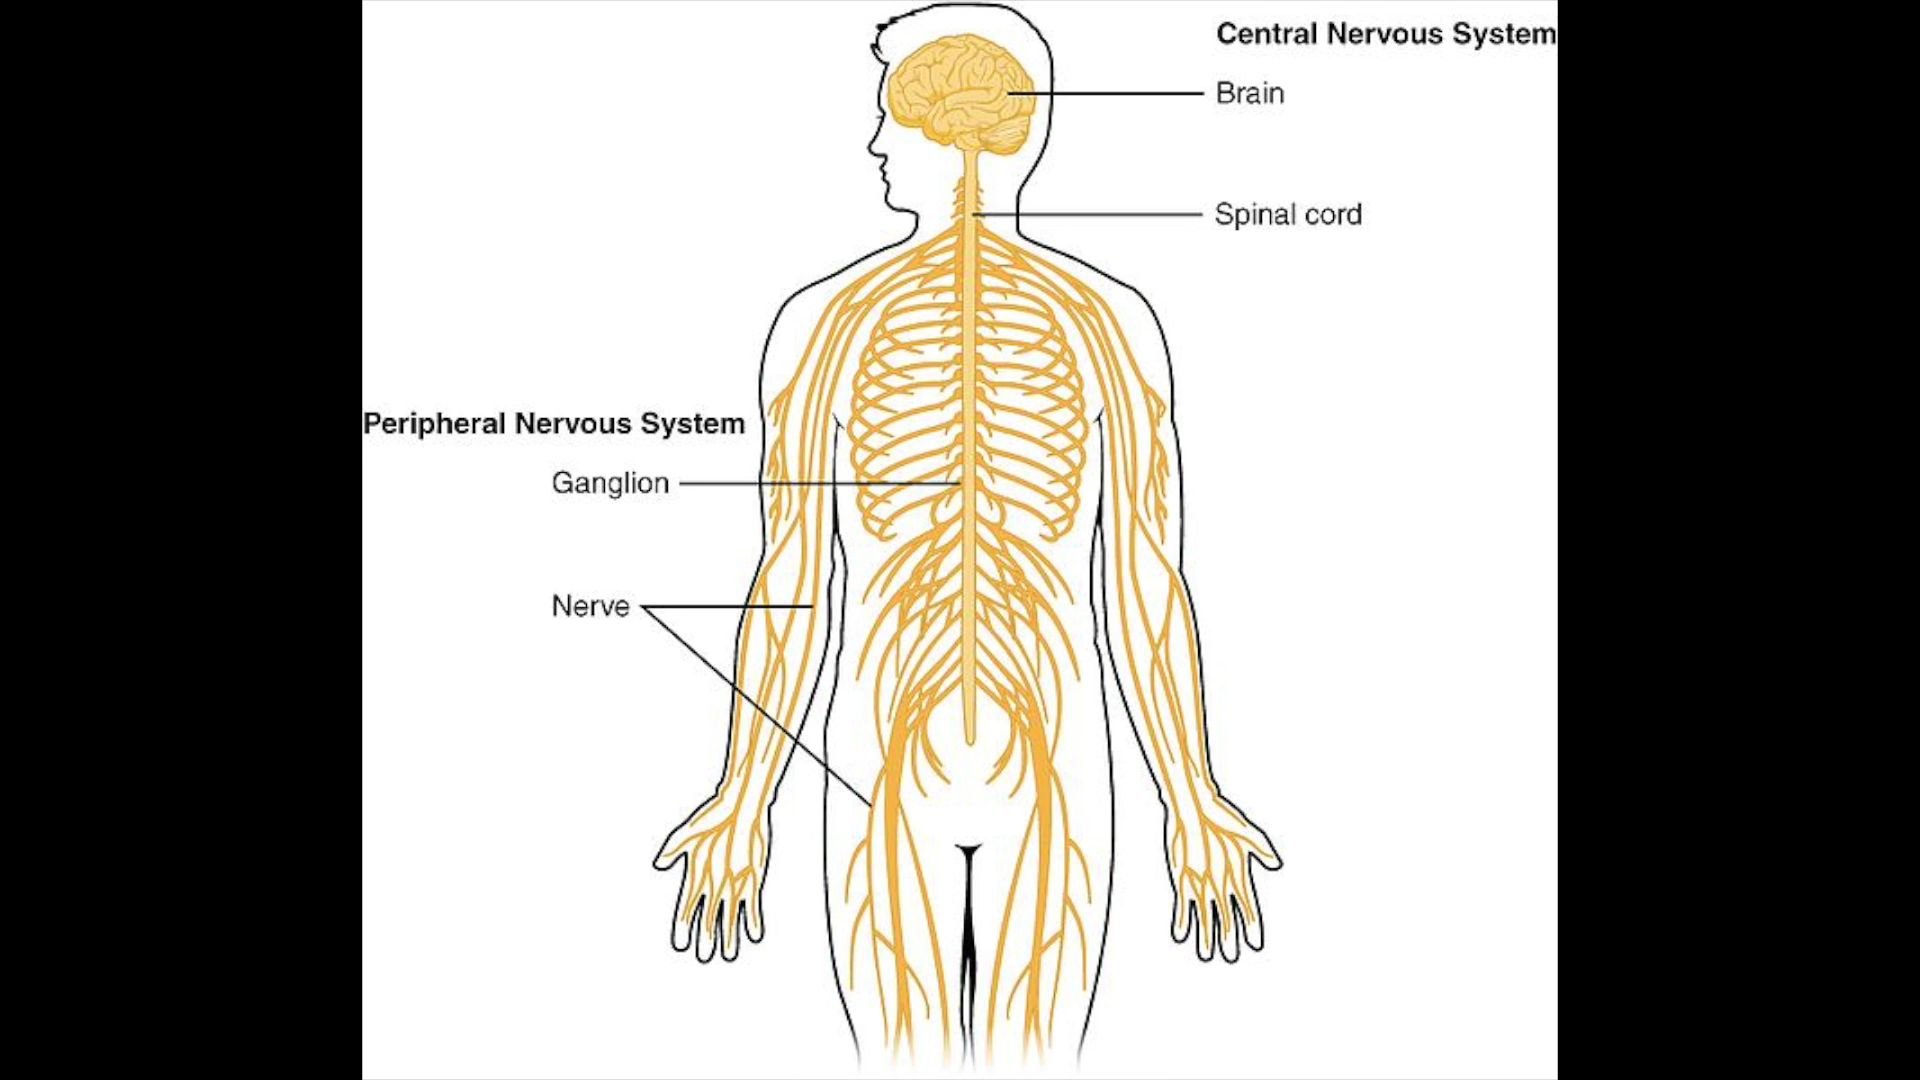 Central Nervous System
Brain
Spinal cord
Peripheral Nervous System
Ganglion
Nerve